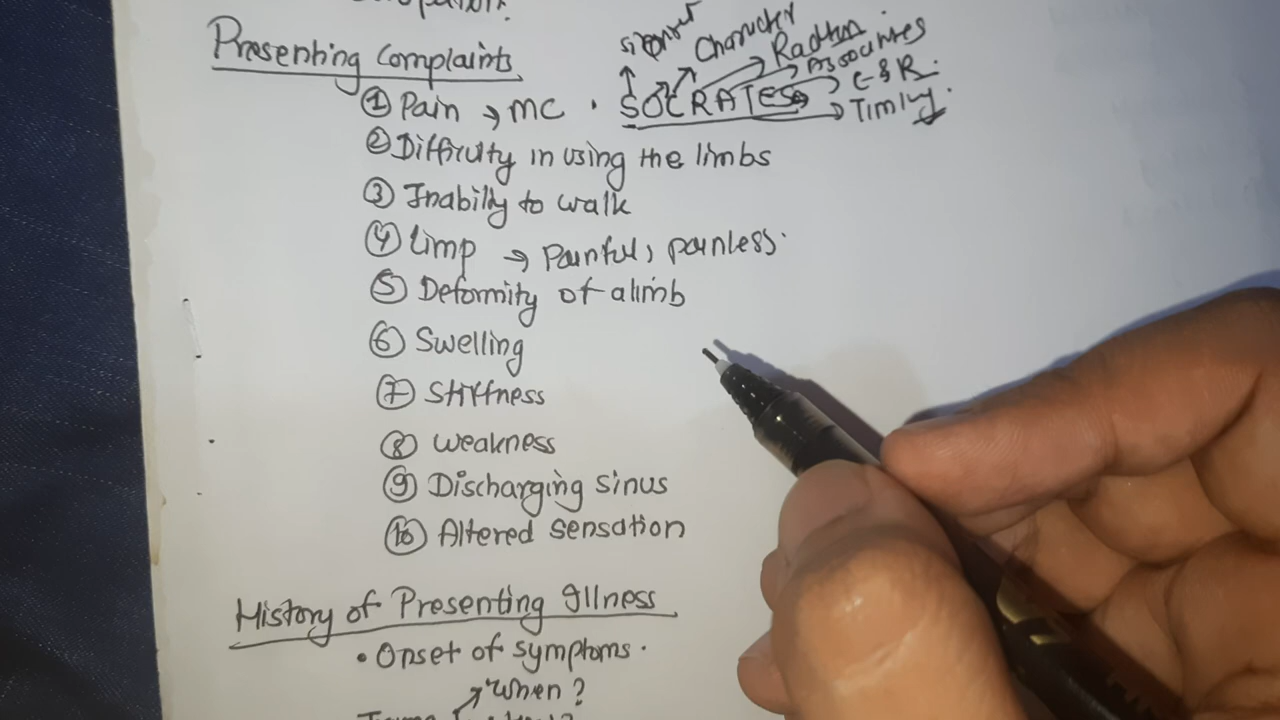 Presenting Complaints
① Pain → mc · SOCRATES
Character
Radtion
Associates
E & R.
Timing.
② Difficulty in using the limbs
③ Inability to walk
④ Limp → Painful, painless.
⑤ Deformity of a limb
⑥ Swelling
⑦ Stiffness
⑧ weakness
⑨ Discharging sinus
⑩ Altered sensation
History of Presenting Illness
• Onset of symptoms.
when?